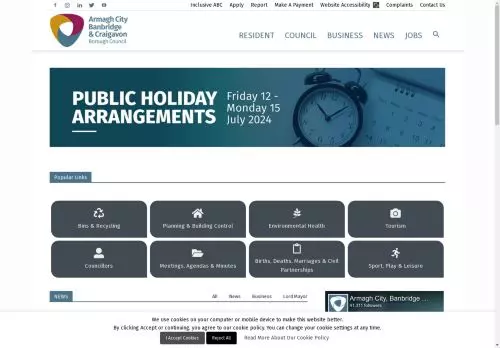 Inclusive ABC Apply Report Make A Payment Website Accessibility Complaints Contact Us
Armagh City
Banbridge
& Craigavon
Borough Council
RESIDENT COUNCIL BUSINESS NEWS JOBS
PUBLIC HOLIDAY
ARRANGEMENTS
Friday 12 -
Monday 15
July 2024
Popular Links
Bins & Recycling
Planning & Building Control
Environmental Health
Tourism
Councillors
Meetings, Agendas & Minutes
Births, Deaths, Marriages & Civil
Partnerships
Sport, Play & Leisure
NEWS
All News Business Lord Mayor
Armagh City, Banbridge ...
followers
We use cookies on your computer or mobile device to make this website better.
By clicking Accept or continuing, you agree to our cookie policy. You can change your cookie settings at any time.
I Accept Cookies Reject All Read More About Our Cookie Policy